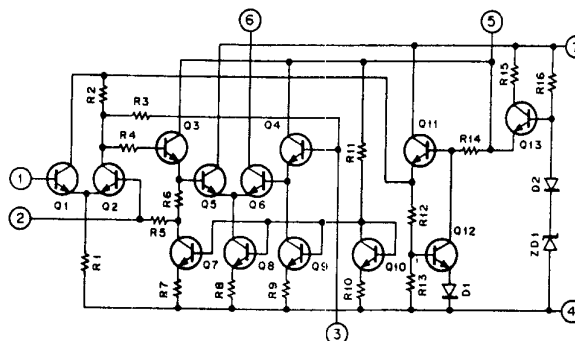 6 5
7
R2 R3 R15 R16
R4 Q3 Q4 R11 Q11 R14 Q13
1 Q1 Q2 R6 Q5 Q6 D2
2 R5 R12 Q12 ZD1
R1 Q7 Q8 Q9 Q10
R7 R8 R9 R10 R13 D1
3 4